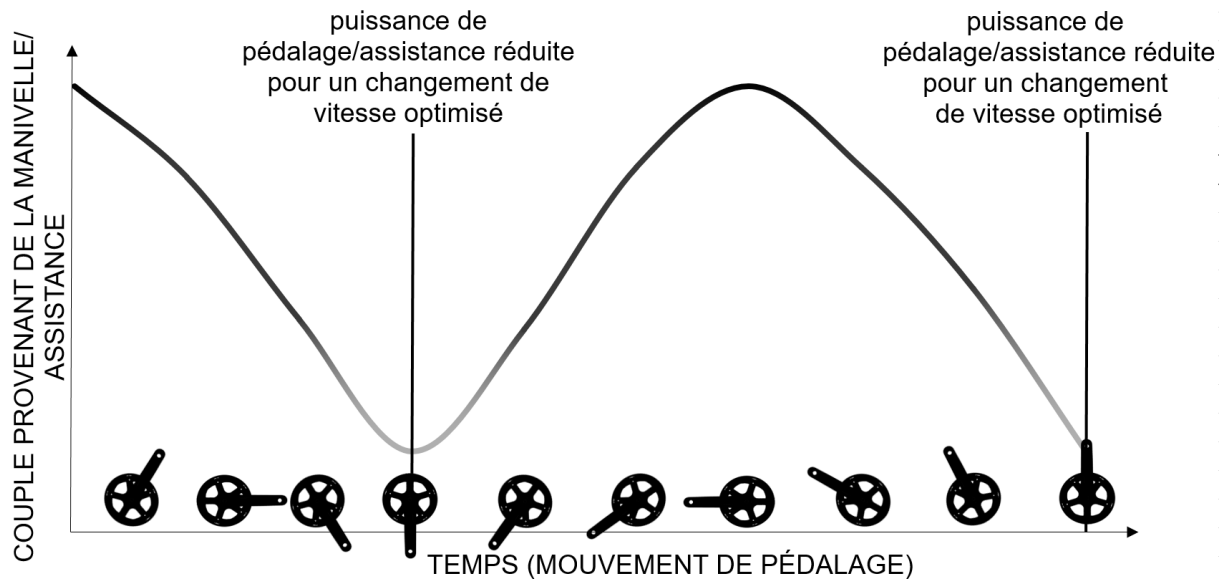 puissance de
pédalage/assistance réduite
pour un changement de
vitesse optimisé
puissance de
pédalage/assistance réduite
pour un changement
de vitesse optimisé
COUPLE PROVENANT DE LA MANIVELLE/
ASSISTANCE
TEMPS (MOUVEMENT DE PÉDALAGE)